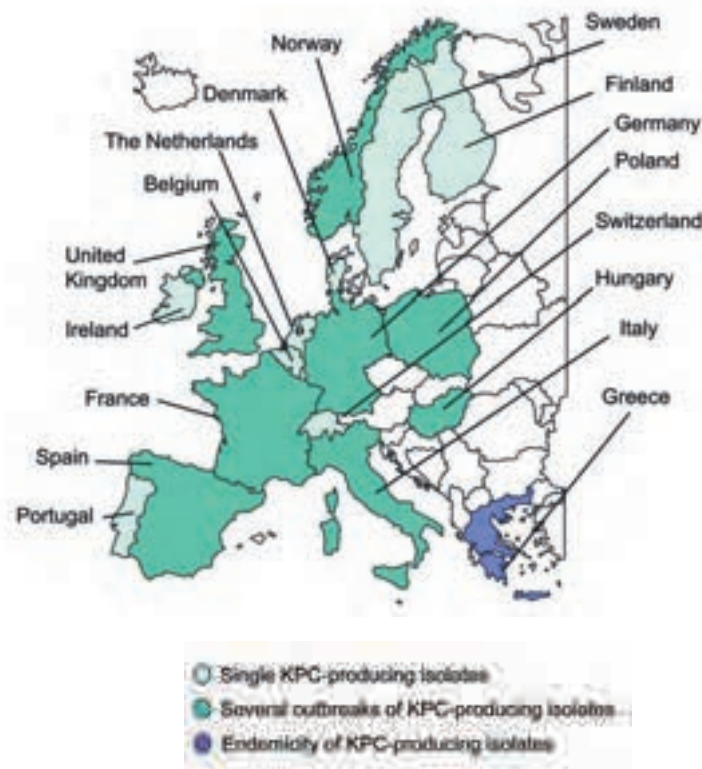 Sweden
Norway
Finland
Denmark
Germany
The Netherlands
Poland
Belgium
Switzerland
United
Kingdom
Hungary
Ireland
Italy
France
Greece
Spain
Portugal
Single KPC-producing isolates
Several outbreaks of KPC-producing isolates
Endemicity of KPC-producing isolates